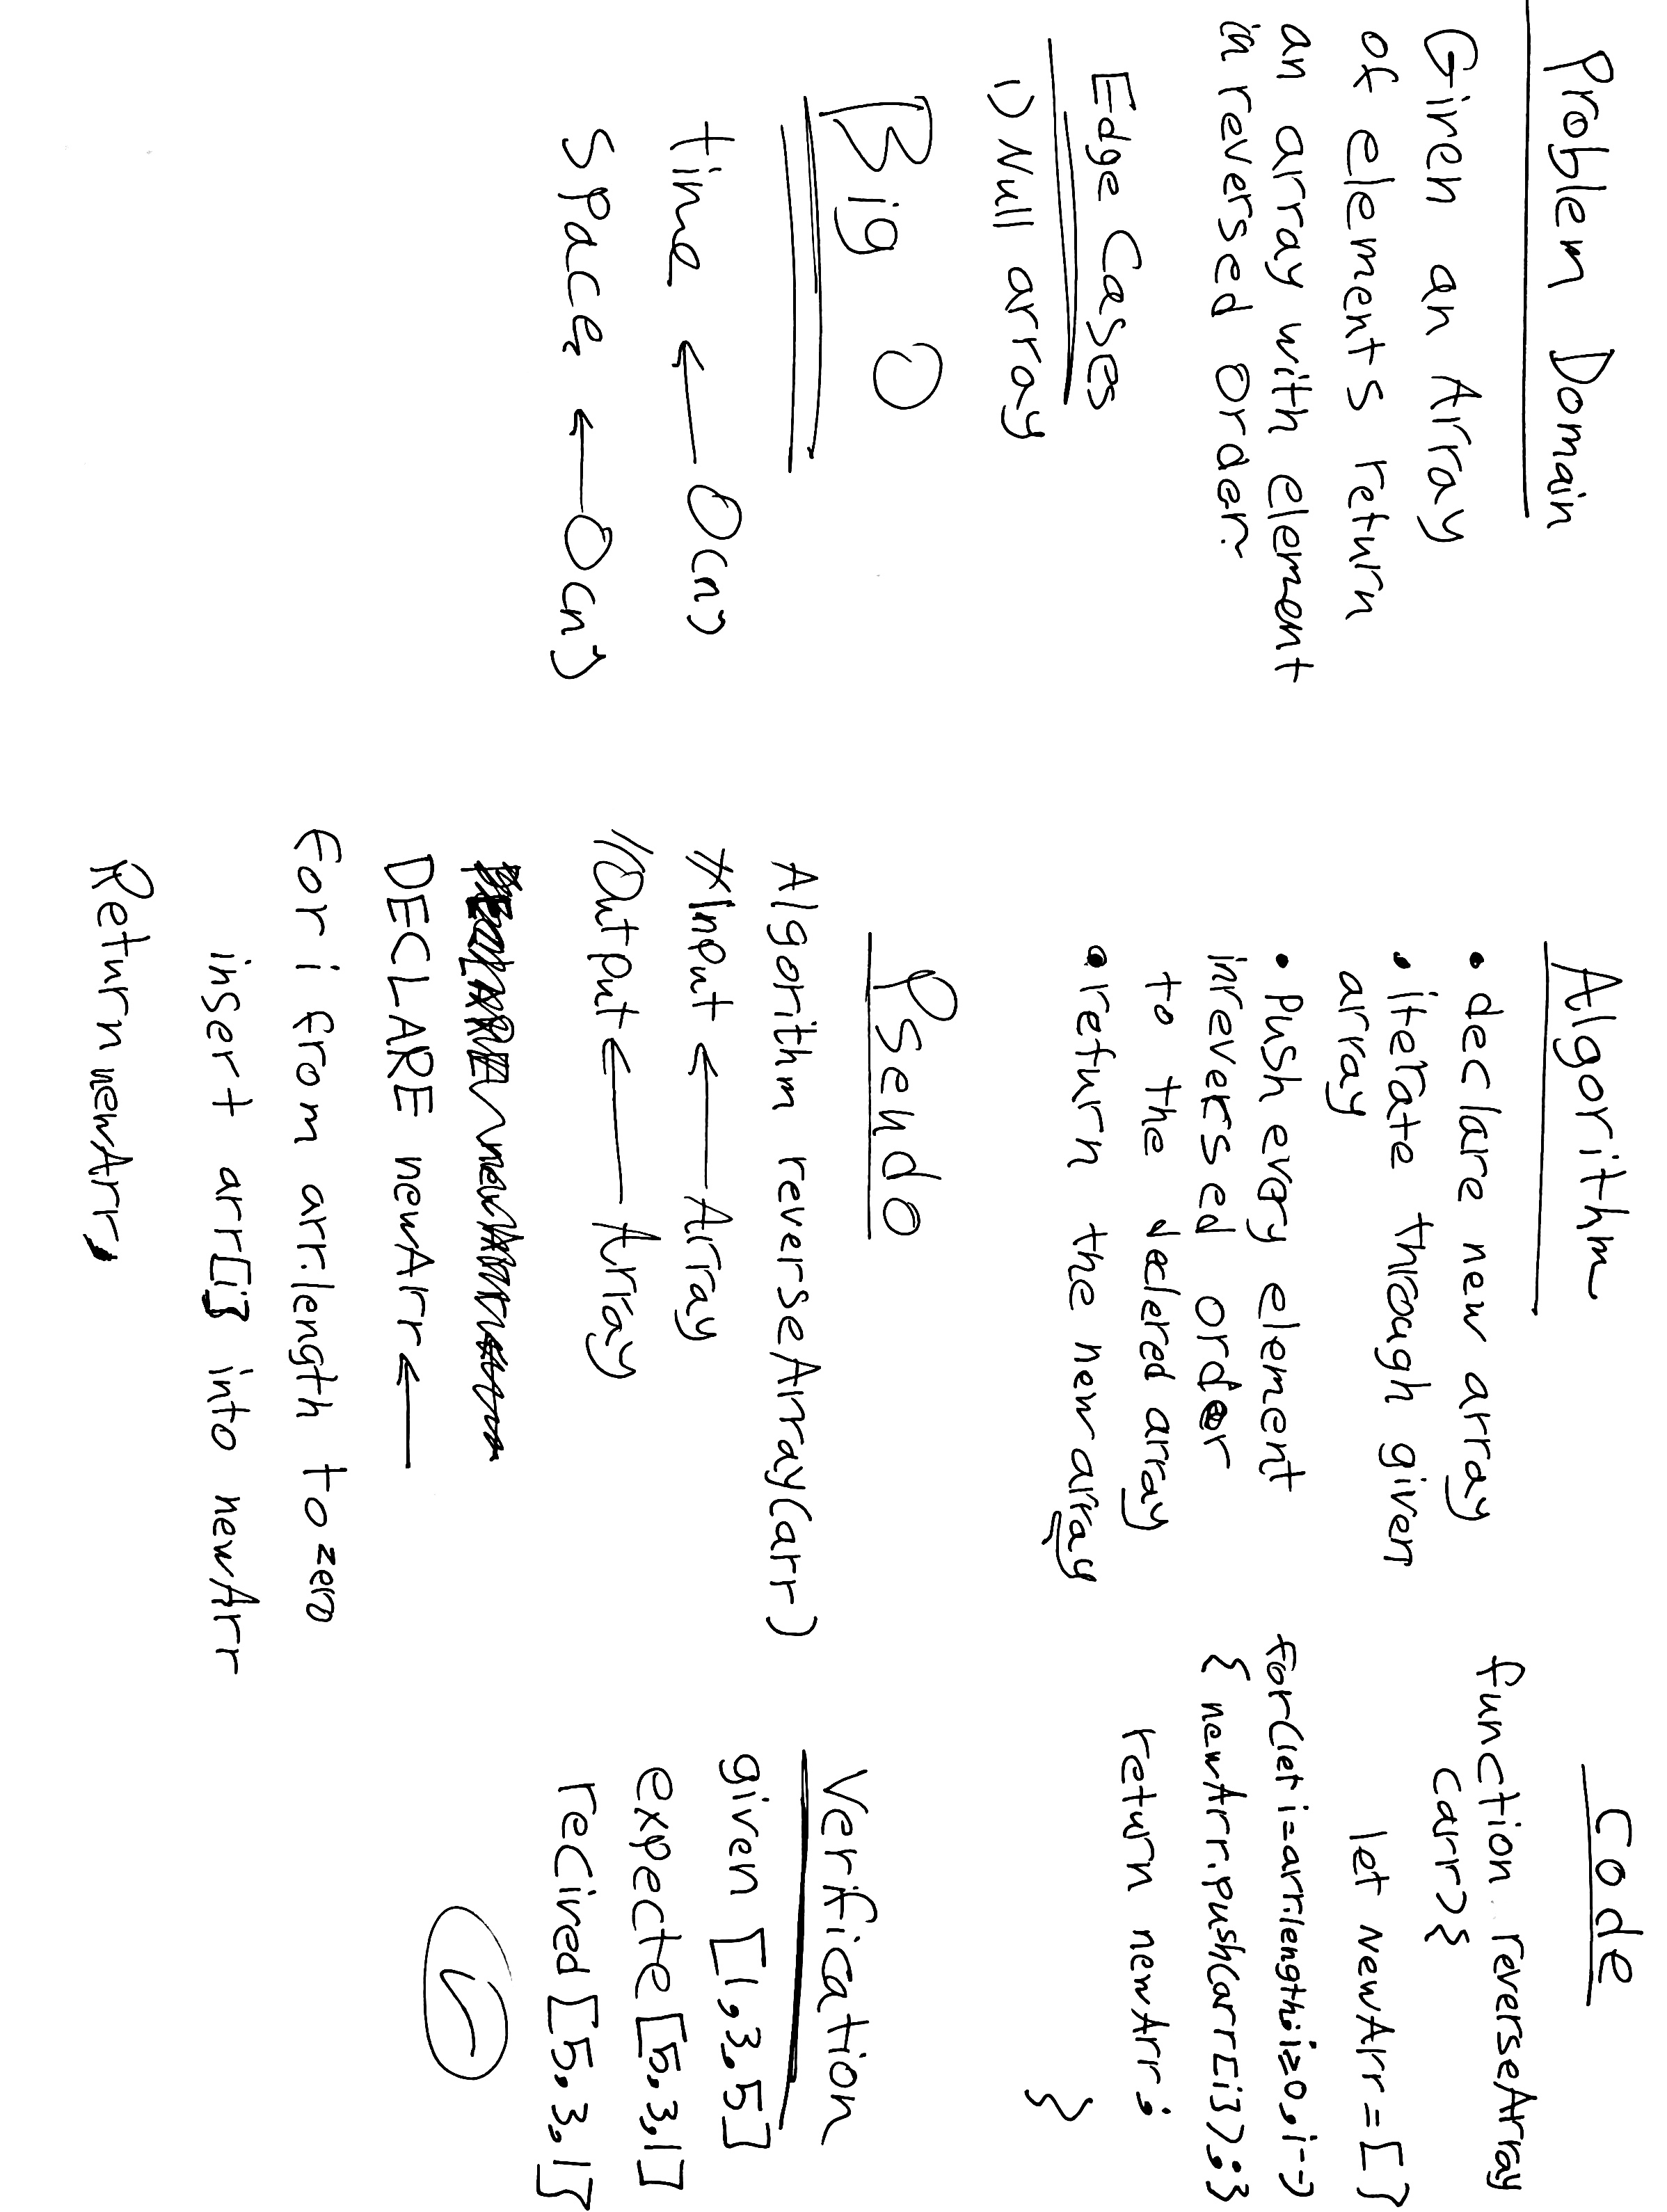 Problem Domain
Given an Array
of elements return
an array with element
in reversed order.
Edge Cases
1) Null array
Big O
time ← O(n)
space ← O(n)
Algorithm
• declare new array
• iterate through given
array
• Push every element
in reversed order
to the declered array
• return the new array
Pseudo
Algorithm reverseArray(arr)
//Input ← Array
//Output ← Array
DECLARE newArr ←
For i from arr.length to zero
insert arr[i] into newArr
Return newArr,
Code
function reverseArray
(arr){
let newArr = []
for(let i=arr.length;i≥0,i--)
{ newArr.push(arr[i]);}
return newArr;
}
Verification
given [1,3,5]
expecte [5,3,1]
recived [5,3,1]